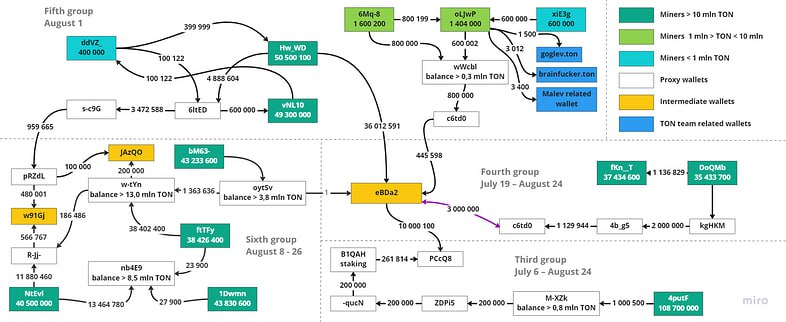 Fifth group
August 1
399 999
ddVZ_
400 000
100 122
Hw_WD
50 500 100
4 888 604
100 122
s-c9G
3 472 588
6ltED
600 000
vNL10
49 300 000
959 665
36 012 591
6Mq-8
1 600 200
800 199
oLJwP
1 404 000
600 000
xiE3g
600 000
1 500
800 000
600 002
3 012
goglev.ton
wWcbl
balance > 0,3 mln TON
brainfucker.ton
3 400
Malev related
wallet
800 000
c6td0
445 598
Miners > 10 mln TON
Miners 1 mln > TON < 10 mln
Miners <1 mln TON
Proxy wallets
Intermediate wallets
TON team related wallets
pRZdL
100 000
JAzQO
bM63-
43 233 600
200 000
480 001
w-tYn
balance > 13,0 mln TON
1 363 636
oytSv
balance > 3,8 mln TON
1
eBDa2
w91Gj
186 486
566 767
38 402 400
R-Jj-
ftTFy
38 426 400
Sixth group
August 8 - 26
11 880 460
nb4E9
balance > 8,5 mln TON
23 900
NtEvl
40 500 000
13 464 780
27 900
1Dwmn
43 830 600
Fourth group
July 19 – August 24
fKn__T
37 434 600
1 136 829
DoQMb
35 433 700
3 000 000
c6td0
1 129 944
4b_g5
2 000 000
kgHKM
10 000 100
B1QAH
staking
261 814
PCcQ8
Third group
July 6 – August 24
-qucN
200 000
200 000
ZDPi5
200 000
M-XZk
balance > 0,8 mln TON
1 000 500
4putF
108 700 000
miro